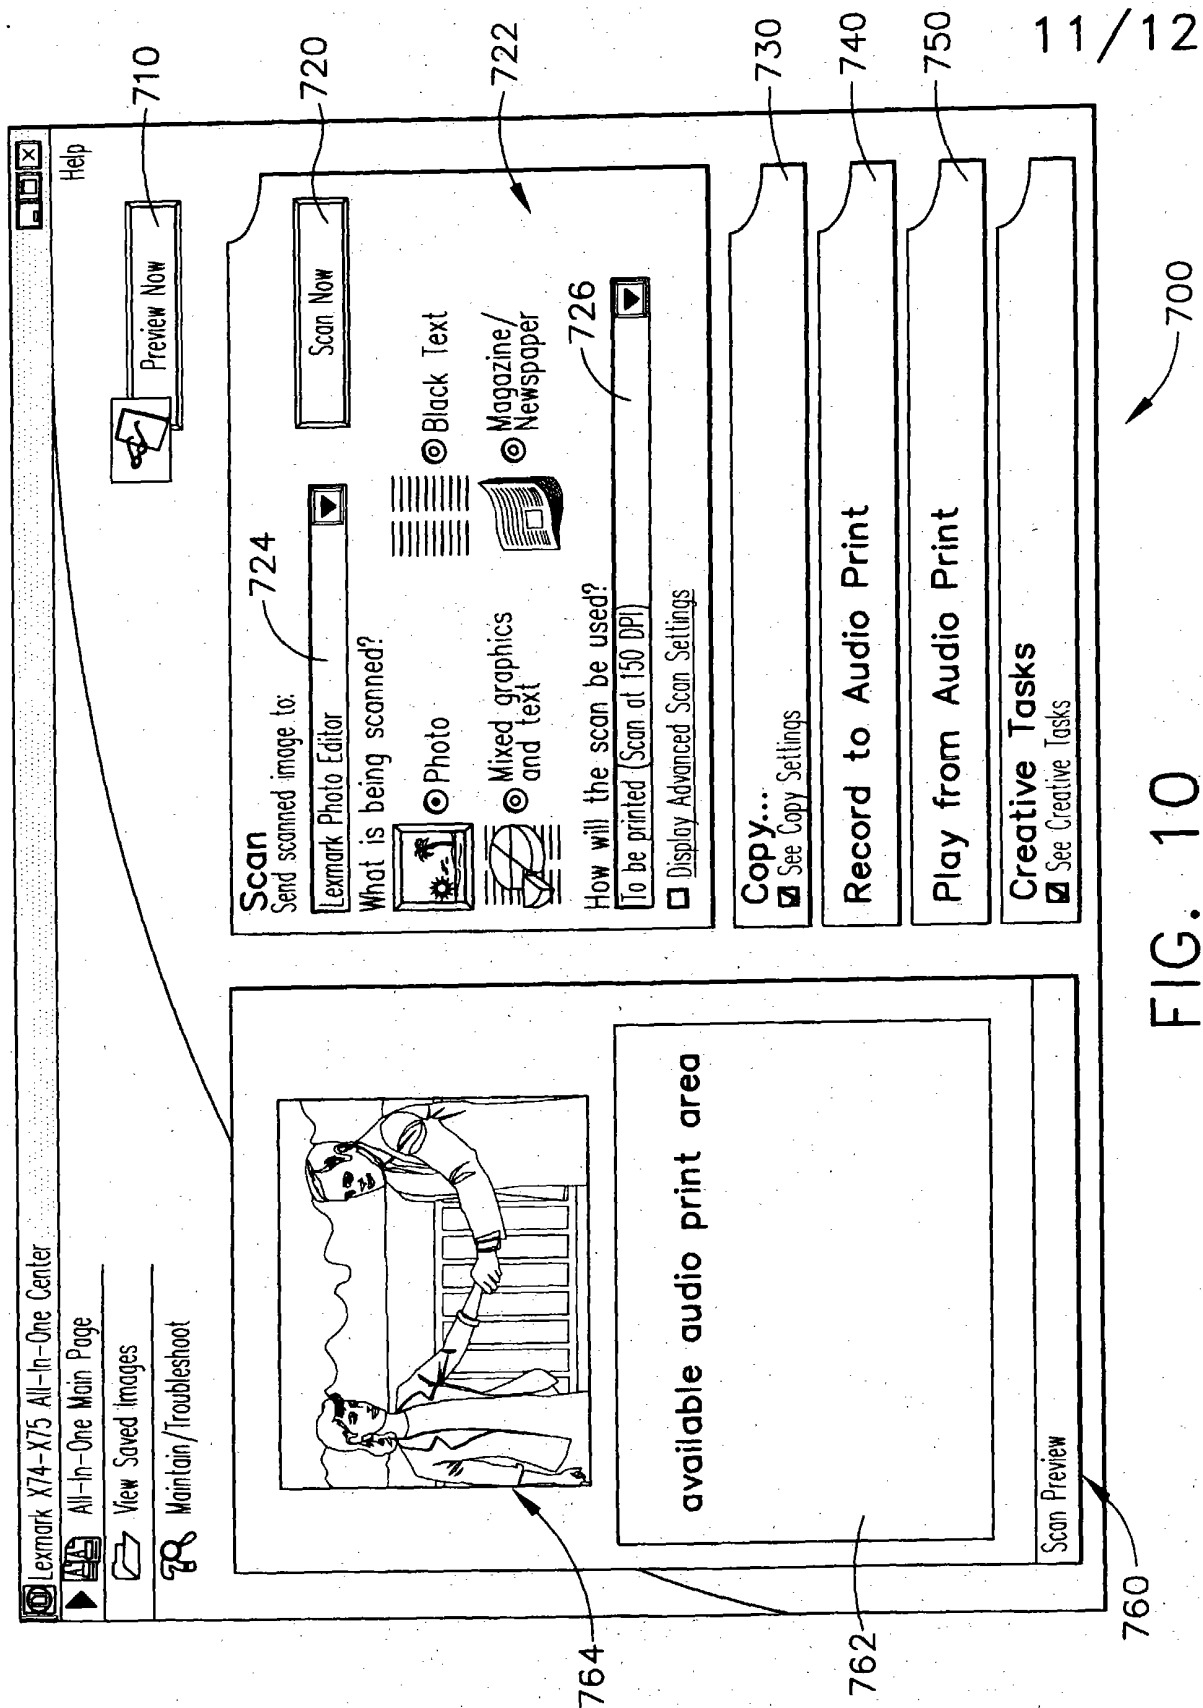 11/12
Lexmark X74-X75 All-In-One Center
All-In-One Main Page
Help
View Saved Images
Maintain/Troubleshoot
Preview Now
710
Scan
Send scanned image to:
724
Lexmark Photo Editor
Scan Now
720
What is being scanned?
Photo
Black Text
Mixed graphics
and text
Magazine/
Newspaper
722
How will the scan be used?
726
To be printed (Scan at 150 DPI)
Display Advanced Scan Settings
Copy...
See Copy Settings
730
Record to Audio Print
740
Play from Audio Print
750
Creative Tasks
See Creative Tasks
764
available audio print area
762
Scan Preview
760
700
FIG. 10